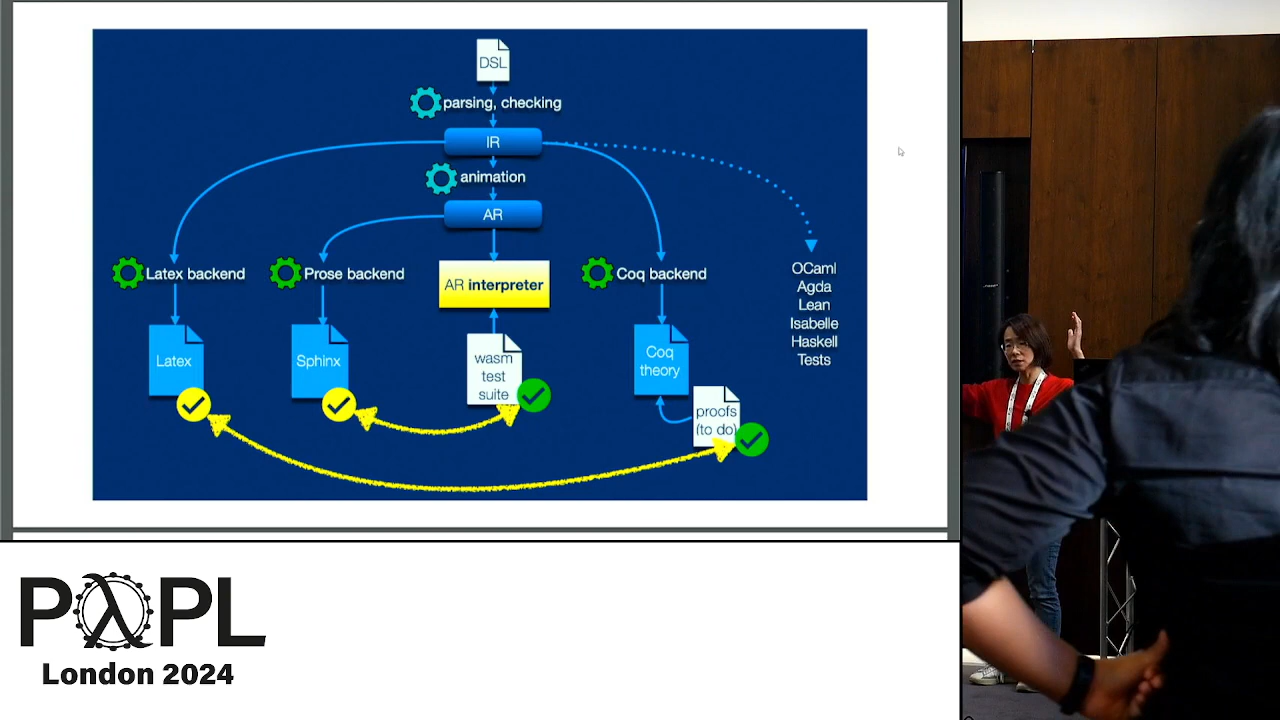 DSL
parsing, checking
IR
animation
AR
Latex backend
Prose backend
AR interpreter
Coq backend
OCaml
Agda
Lean
Isabelle
Haskell
Tests
Latex
Sphinx
wasm
test
suite
Coq
theory
proofs
(to do)
PλPL
London 2024